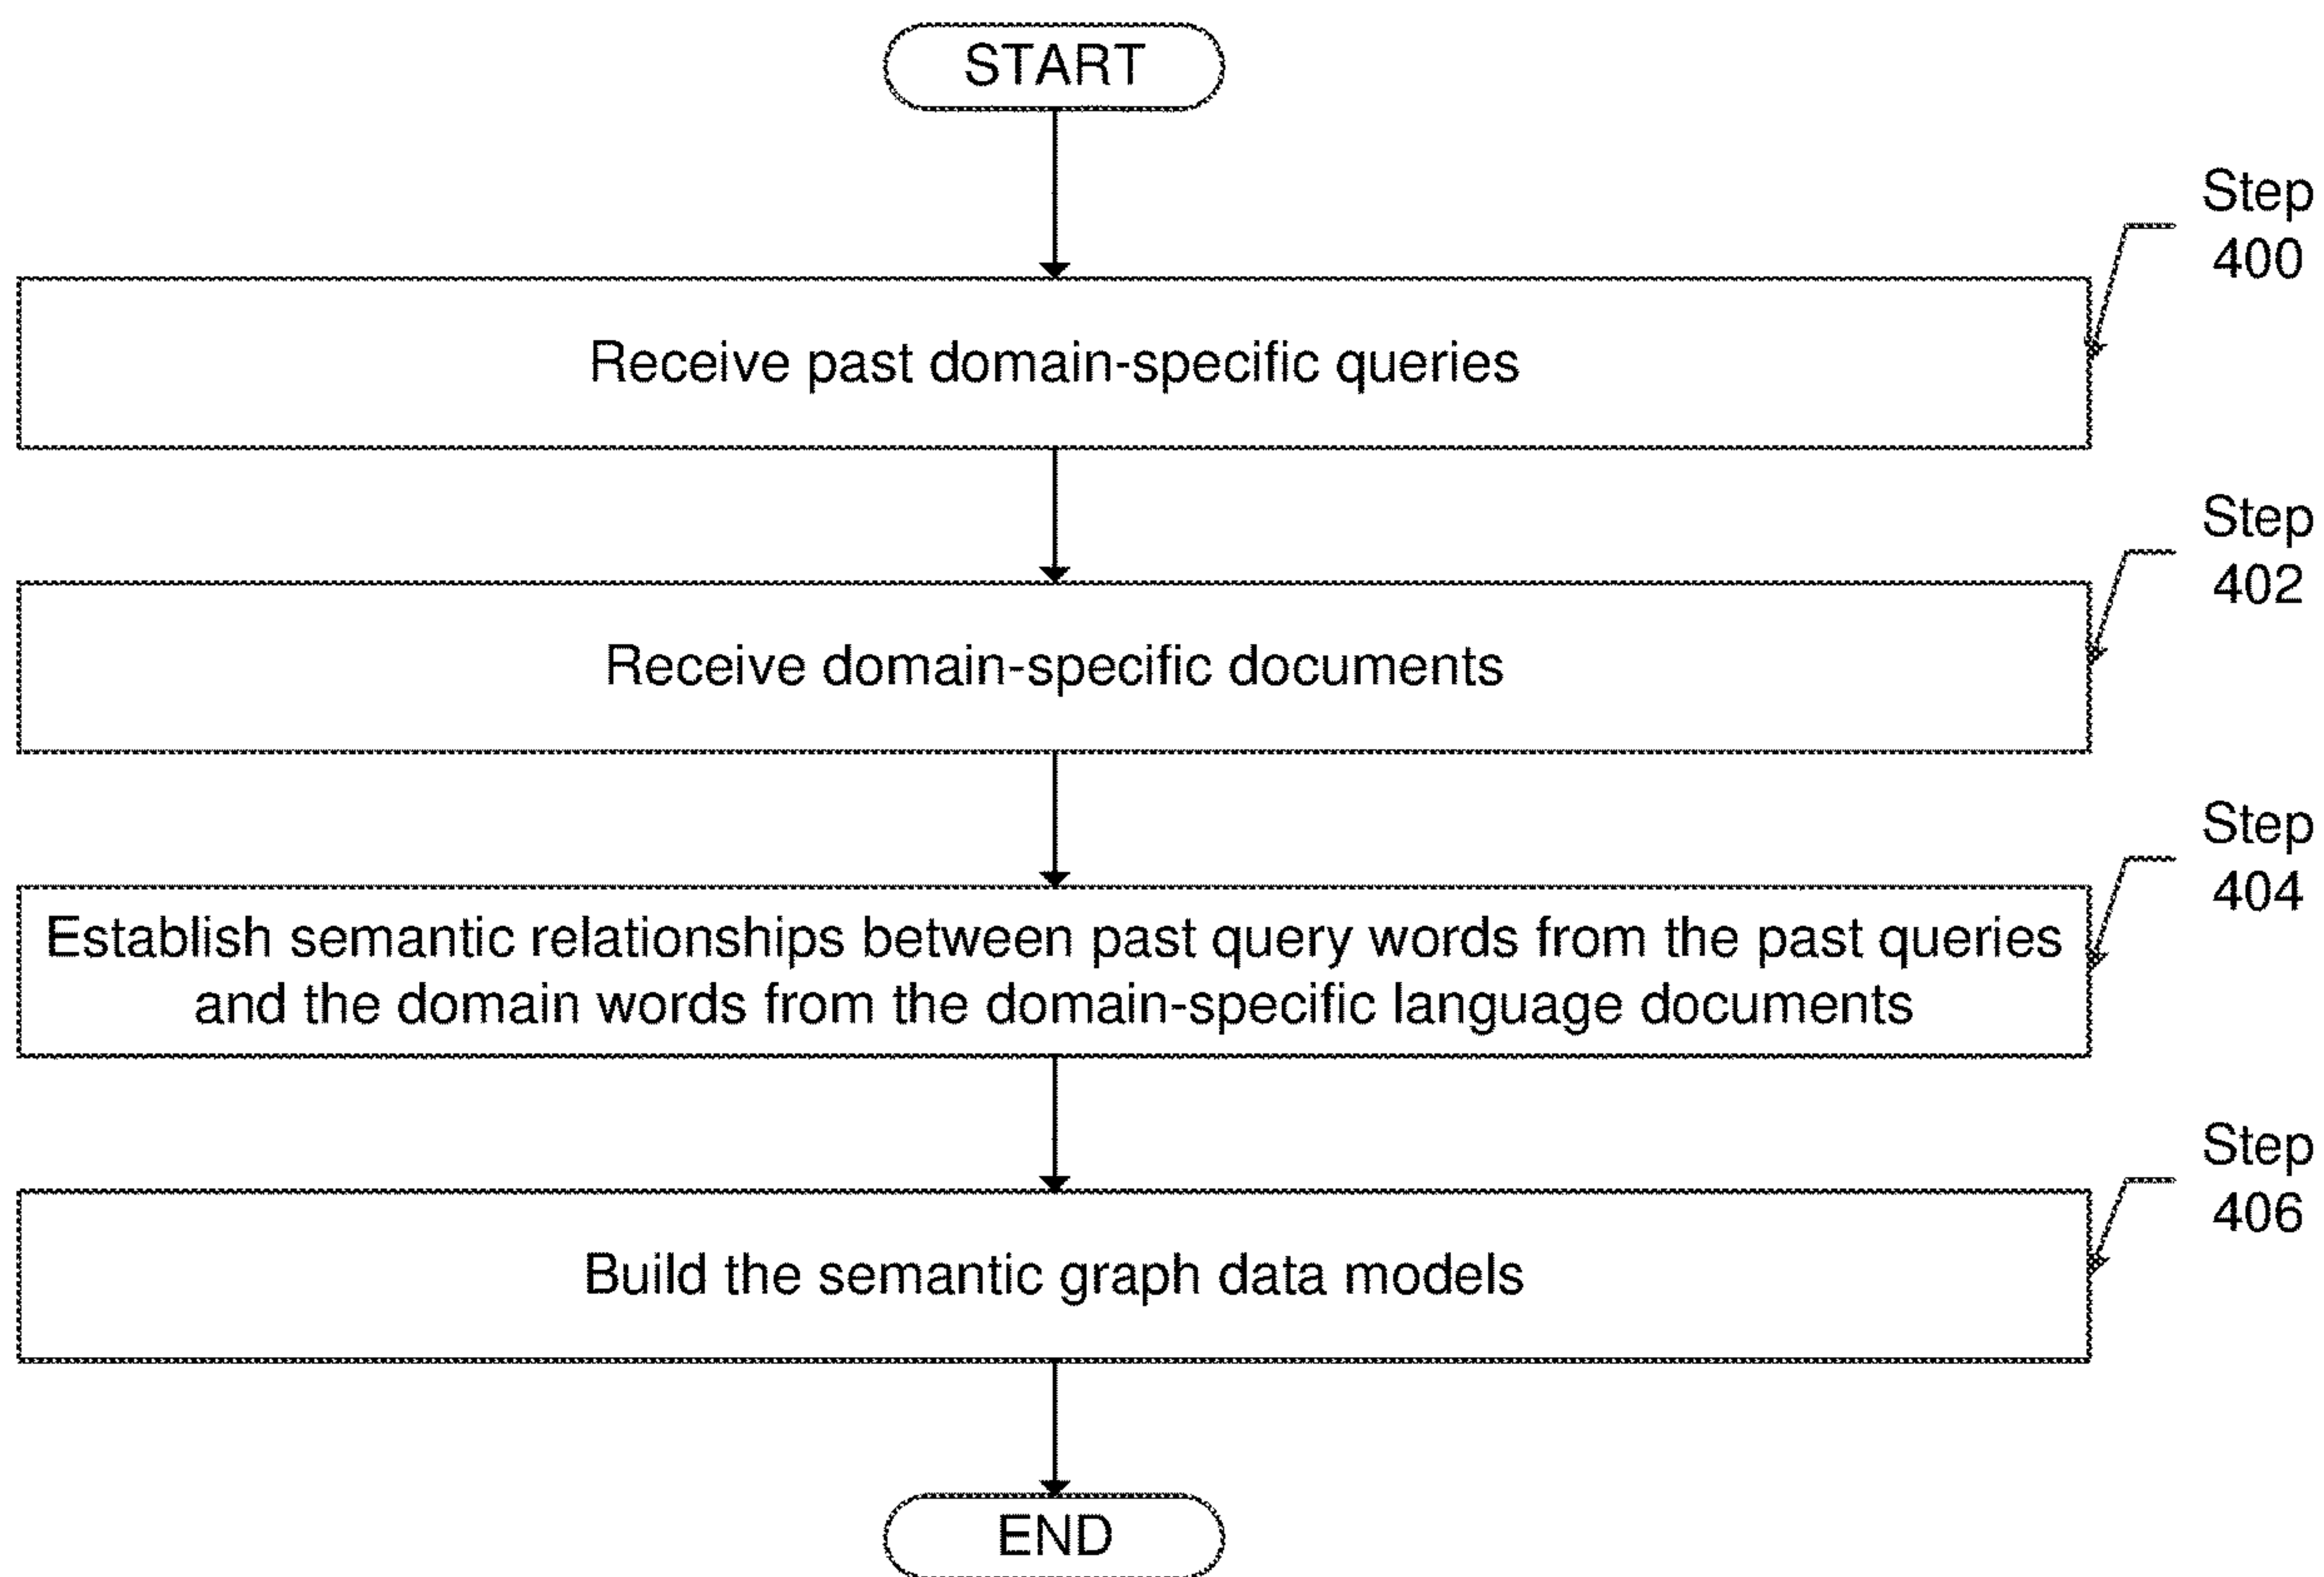 START
Step
400
Receive past domain-specific queries
Step
402
Receive domain-specific documents
Step
404
Establish semantic relationships between past query words from the past queries
and the domain words from the domain-specific language documents
Step
406
Build the semantic graph data models
END